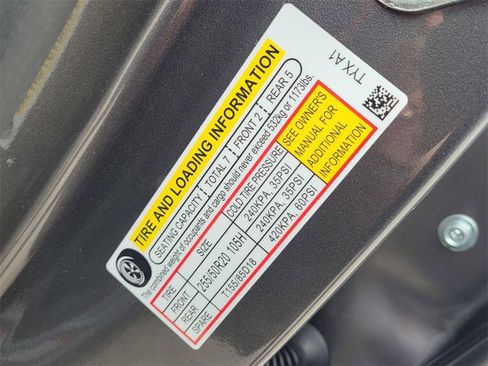 TYXA1
TIRE AND LOADING INFORMATION
SEATING CAPACITY TOTAL 7 FRONT 2 REAR 5
The combined weight of occupants and cargo should never exceed 532kg or 1173lbs.
TIRE SIZE COLD TIRE PRESSURE
FRONT 255/50R20 105H 240KPA, 35PSI
REAR 240KPA, 35PSI
SPARE T155/85D18 420KPA, 60PSI
SEE OWNER'S
MANUAL FOR
ADDITIONAL
INFORMATION